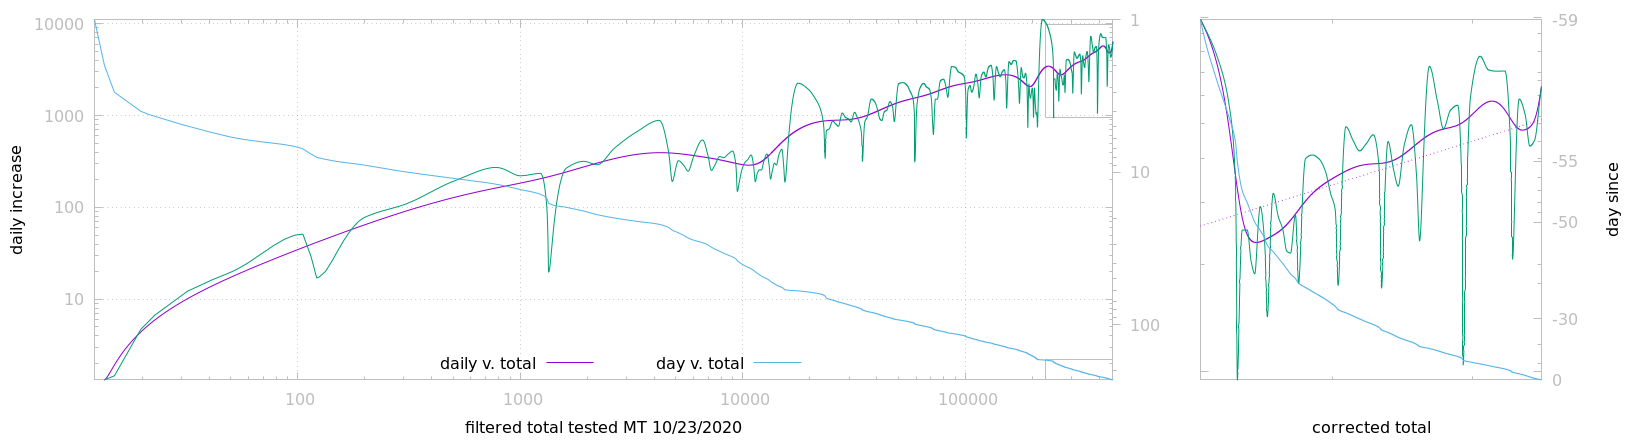 10000
1000
100
10
daily increase
daily v. total
day v. total
100
1000
10000
100000
filtered total tested MT 10/23/2020
1
10
100
-59
-55
-50
-30
0
day since
corrected total